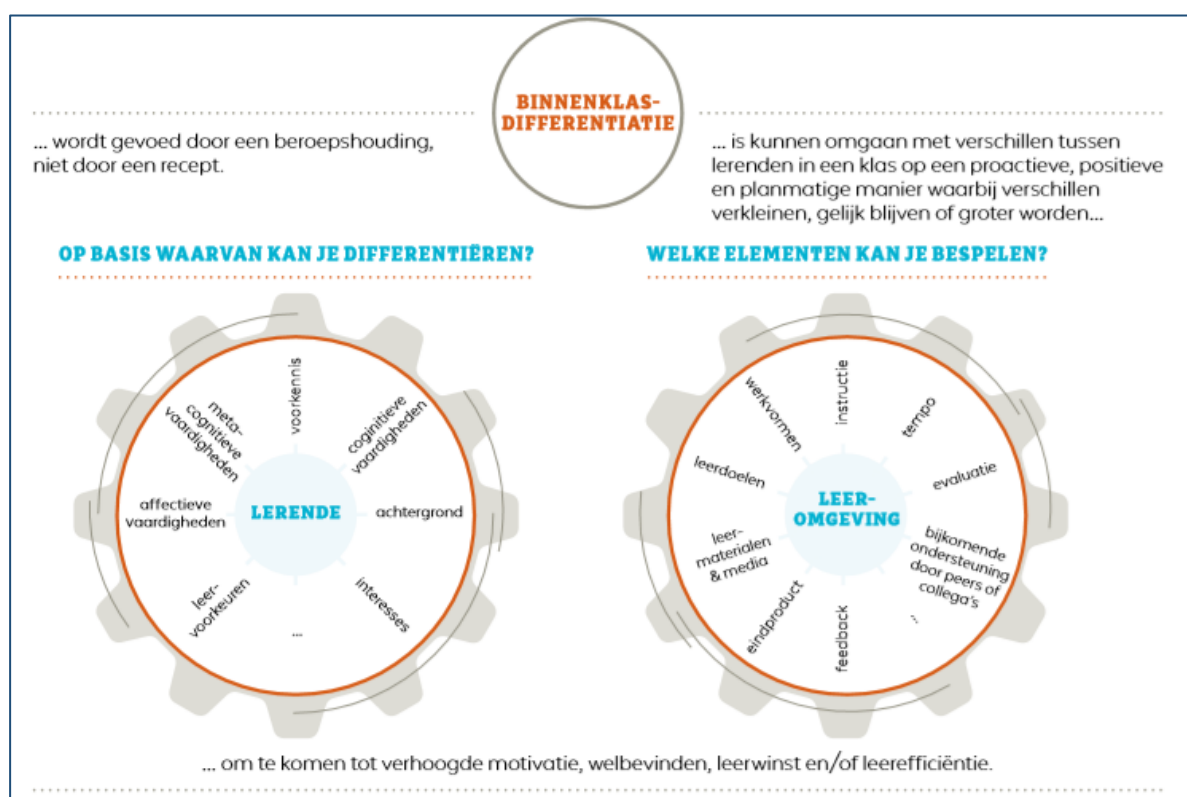 BINNENKLAS-
DIFFERENTIATIE
... wordt gevoed door een beroepshouding,
niet door een recept.
... is kunnen omgaan met verschillen tussen
lerenden in een klas op een proactieve, positieve
en planmatige manier waarbij verschillen
verkleinen, gelijk blijven of groter worden...
OP BASIS WAARVAN KAN JE DIFFERENTIËREN?
voorkennis
coginitieve
vaardigheden
achtergrond
interesses
...
leer-
voorkeuren
affectieve
vaardigheden
meta-
cognitieve
vaardigheden
LERENDE
WELKE ELEMENTEN KAN JE BESPELEN?
instructie
tempo
evaluatie
bijkomende
ondersteuning
door peers of
collega's
...
feedback
eindproduct
leer-
materialen
& media
leerdoelen
werkvormen
LEER-
OMGEVING
... om te komen tot verhoogde motivatie, welbevinden, leerwinst en/of leerefficiëntie.